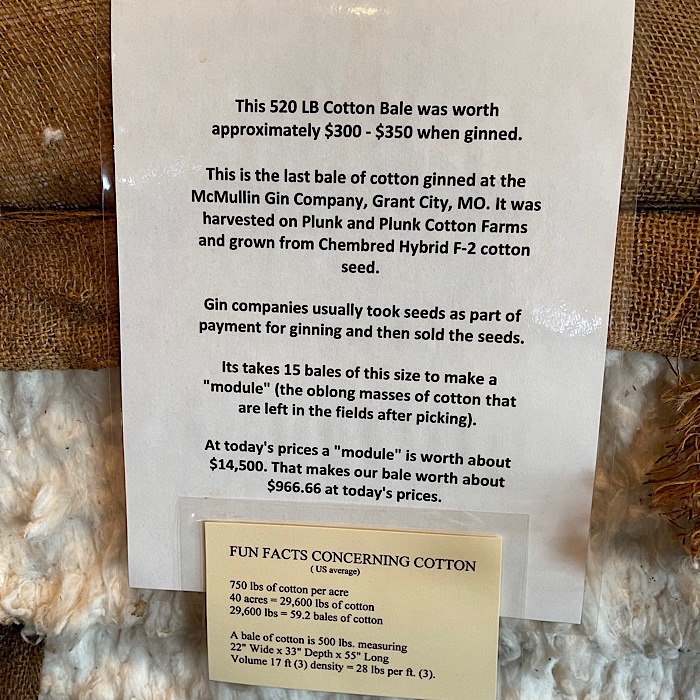 This 520 LB Cotton Bale was worth
approximately $300 - $350 when ginned.
This is the last bale of cotton ginned at the
McMullin Gin Company, Grant City, MO. It was
harvested on Plunk and Plunk Cotton Farms
and grown from Chembred Hybrid F-2 cotton
seed.
Gin companies usually took seeds as part of
payment for ginning and then sold the seeds.
Its takes 15 bales of this size to make a
"module" (the oblong masses of cotton that
are left in the fields after picking).
At today's prices a "module" is worth about
$14,500. That makes our bale worth about
$966.66 at today's prices.
FUN FACTS CONCERNING COTTON
( US average)
750 lbs of cotton per acre
40 acres = 29,600 lbs of cotton
29,600 lbs = 59.2 bales of cotton
A bale of cotton is 500 lbs. measuring
22" Wide x 33" Depth x 55" Long
Volume 17 ft (3) density = 28 lbs per ft. (3).